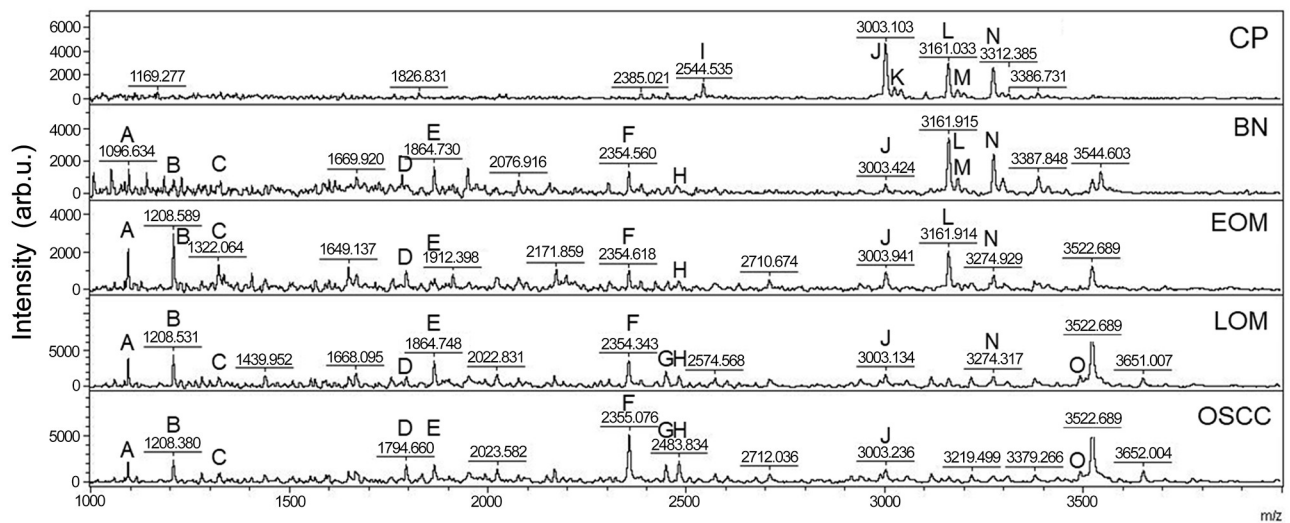 6000
4000
2000
0
1169.277
1826.831
2385.021
I
2544.535
3003.103
J
K
L
3161.033
M
N
3312.385
3386.731
CP
4000
2000
0
A
1096.634
B
C
1669.920
D
E
1864.730
2076.916
F
2354.560
H
J
3003.424
3161.915
L
M
N
3387.848
3544.603
BN
4000
2000
0
A
1208.589
B
C
1322.064
1649.137
D
E
1912.398
2171.859
F
2354.618
H
2710.674
J
3003.941
L
3161.914
N
3274.929
3522.689
EOM
5000
0
A
B
1208.531
C
1439.952
1668.095
D
E
1864.748
2022.831
F
2354.343
G
H
2574.568
J
3003.134
N
3274.317
O
3522.689
3651.007
LOM
5000
0
A
B
1208.380
C
D
1794.660
E
2023.582
F
2355.076
G
H
2483.834
2712.036
J
3003.236
3219.499
3379.266
O
3522.689
3652.004
OSCC
1000 1500 2000 2500 3000 3500
m/z
Intensity (arb.u.)